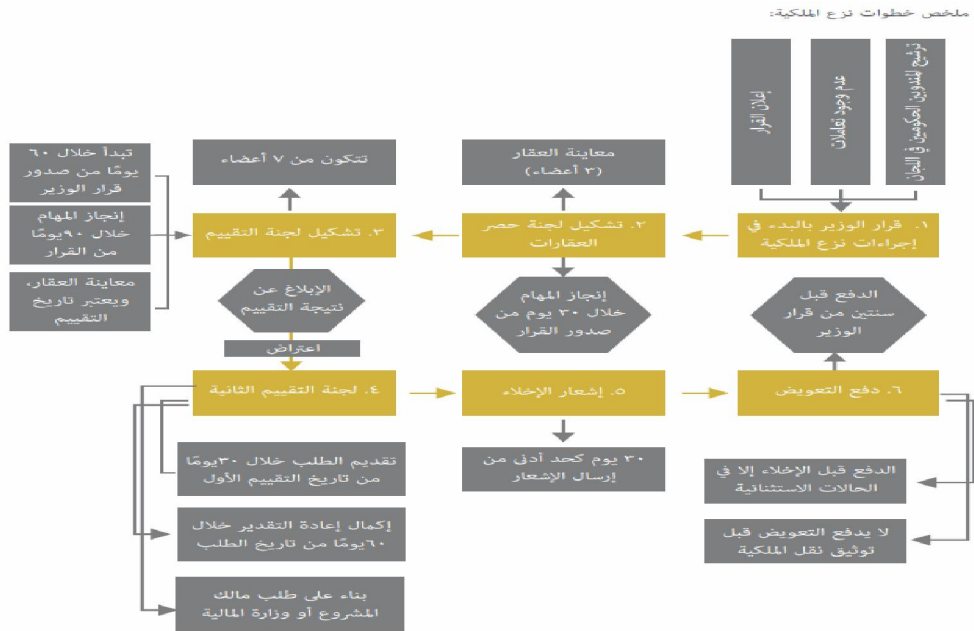 ملخص خطوات نزع الملكية:
ترشيح المندوبين الحكوميين في اللجان
عدم وجود تعاملات
إعلان القرار
١. قرار الوزير بالبدء في
إجراءات نزع الملكية
معاينة العقار
(٣ أعضاء)
٢. تشكيل لجنة حصر
العقارات
إنجاز المهام
خلال ٣٠ يوم من
صدور القرار
تتكون من ٧ أعضاء
٣. تشكيل لجنة التقييم
تبدأ خلال ٦٠
يومًا من صدور
قرار الوزير
إنجاز المهام
خلال ٩٠يومًا
من القرار
معاينة العقار،
ويعتبر تاريخ
التقييم
الإبلاغ عن
نتيجة التقييم
اعتراض
٤. لجنة التقييم الثانية
تقديم الطلب خلال ٣٠يومًا
من تاريخ التقييم الأول
إكمال إعادة التقدير خلال
٦٠يومًا من تاريخ الطلب
بناء على طلب مالك
المشروع أو وزارة المالية
٥. إشعار الإخلاء
٣٠ يوم كحد أدنى من
إرسال الإشعار
٦. دفع التعويض
الدفع قبل
سنتين من قرار
الوزير
الدفع قبل الإخلاء إلا في
الحالات الاستثنائية
لا يدفع التعويض قبل
توثيق نقل الملكية